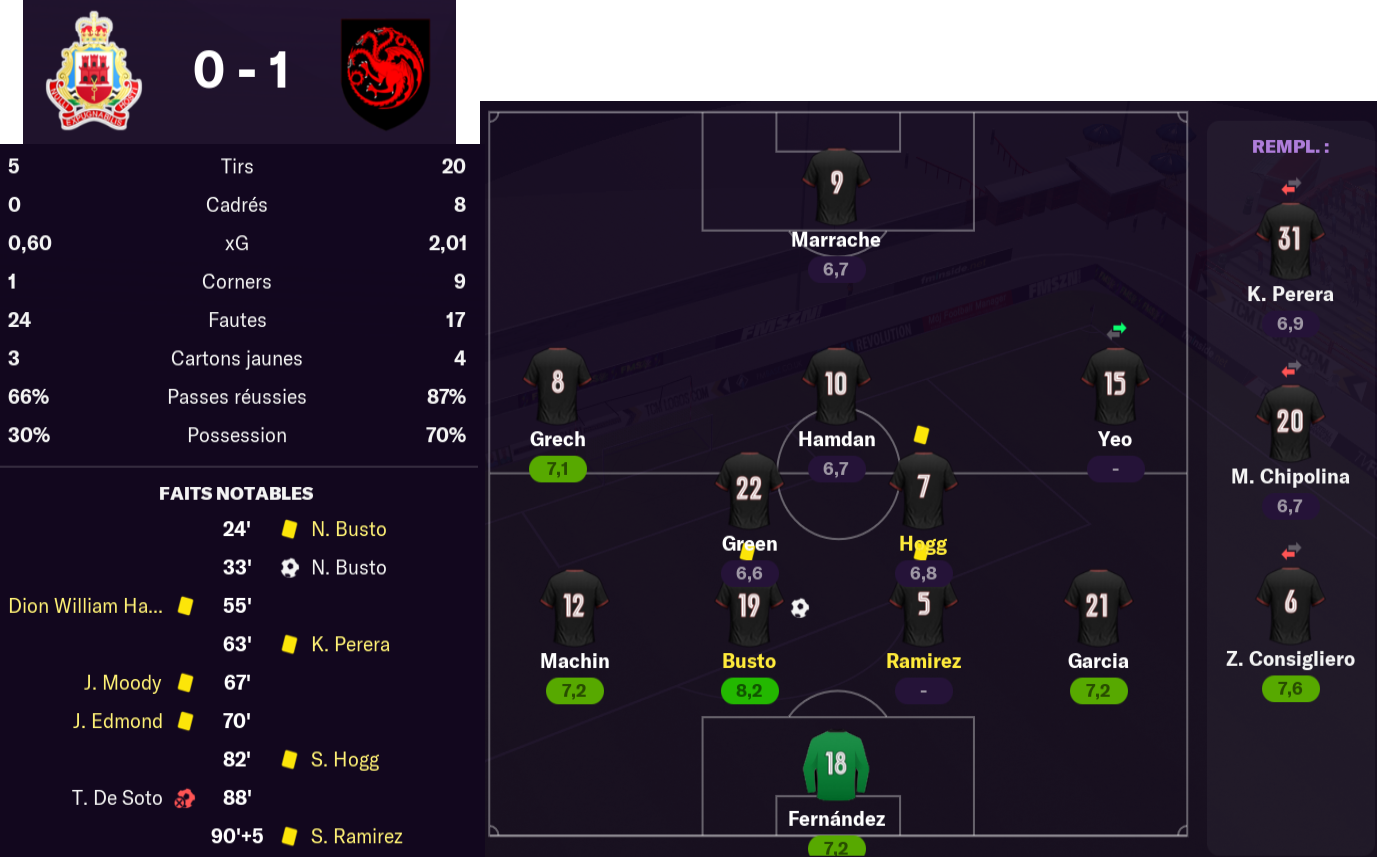 NULLI
EXPUGNABILIS
0 - 1
5 Tirs 20
0 Cadrés 8
0,60 xG 2,01
1 Corners 9
24 Fautes 17
3 Cartons jaunes 4
66% Passes réussies 87%
30% Possession 70%
FAITS NOTABLES
24' N. Busto
33' N. Busto
Dion William Ha... 55'
63' K. Perera
J. Moody 67'
J. Edmond 70'
82' S. Hogg
T. De Soto 88'
90'+5 S. Ramirez
9
Marrache
6,7
8 10 15
Grech Hamdan Yeo
7,1 6,7 -
22 7
Green Hogg
6,6 6,8
12 19 5 21
Machin Busto Ramirez Garcia
7,2 8,2 - 7,2
18
Fernández
7,2
REVOLUTION
FMSZN
REMPL. :
31
K. Perera
6,9
20
M. Chipolina
6,7
6
Z. Consigliero
7,6